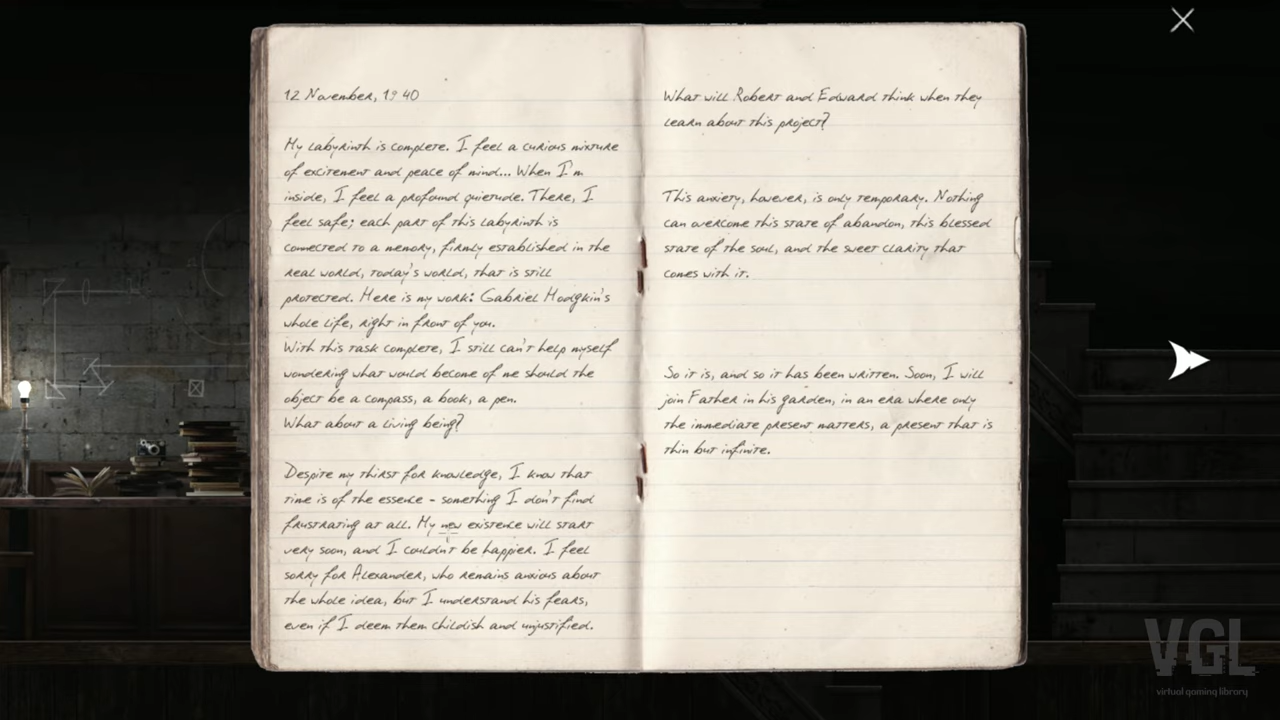 12 November, 1940
My labyrinth is complete. I feel a curious mixture
of excitement and peace of mind... When I'm
inside, I feel a profound quietude. There, I
feel safe; each part of this labyrinth is
connected to a memory, firmly established in the
real world, today's world, that is still
protected. Here is my work: Gabriel Hodgkin's
whole life, right in front of you.
With this task complete, I still can't help myself
wondering what would become of me should the
object be a compass, a book, a pen.
What about a living being?
Despite my thirst for knowledge, I know that
time is of the essence - something I don't find
frustrating at all. My new existence will start
very soon, and I couldn't be happier. I feel
sorry for Alexander, who remains anxious about
the whole idea, but I understand his fears,
even if I deem them childish and unjustified.
What will Robert and Edward think when they
learn about this project?
This anxiety, however, is only temporary. Nothing
can overcome this state of abandon, this blessed
state of the soul, and the sweet clarity that
comes with it.
So it is, and so it has been written. Soon, I will
join Father in his garden, in an era where only
the immediate present matters, a present that is
thin but infinite.
VGL
virtual gaming library